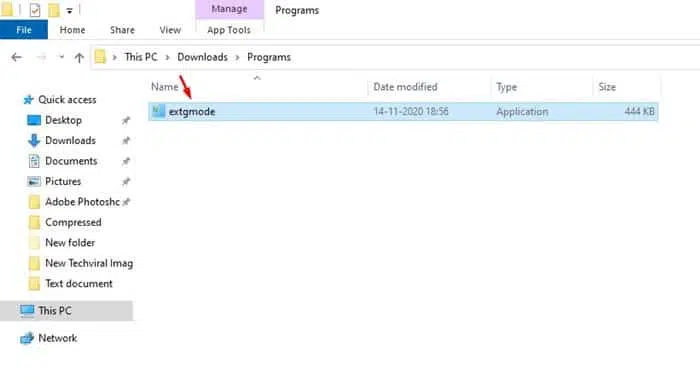 Manage Programs
File Home Share View App Tools
This PC Downloads Programs
Name Date modified Type Size
extgmode 14-11-2020 18:56 Application 444 KB
Quick access
Desktop
Downloads
Documents
Pictures
Adobe Photoshc
Compressed
New folder
New Techviral Imag
Text document
This PC
Network